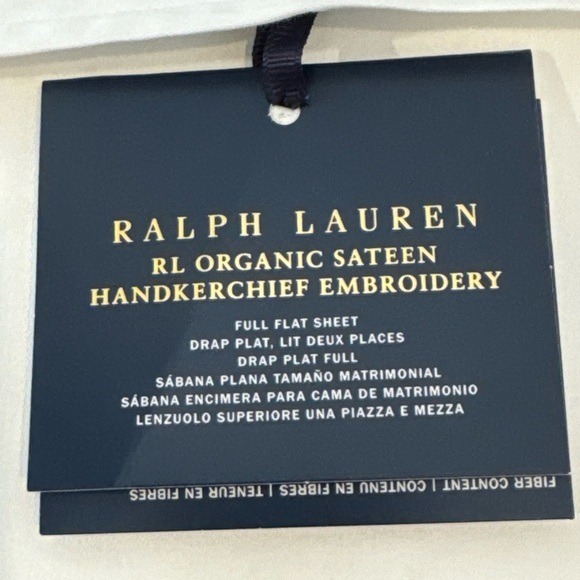 RALPH LAUREN
RL ORGANIC SATEEN
HANDKERCHIEF EMBROIDERY
FULL FLAT SHEET
DRAP PLAT, LIT DEUX PLACES
DRAP PLAT FULL
SÁBANA PLANA TAMAÑO MATRIMONIAL
SÁBANA ENCIMERA PARA CAMA DE MATRIMONIO
LENZUOLO SUPERIORE UNA PIAZZA E MEZZA
FIBER CONTENT | CONTENU EN FIBRES | TENEUR EN FIBRES